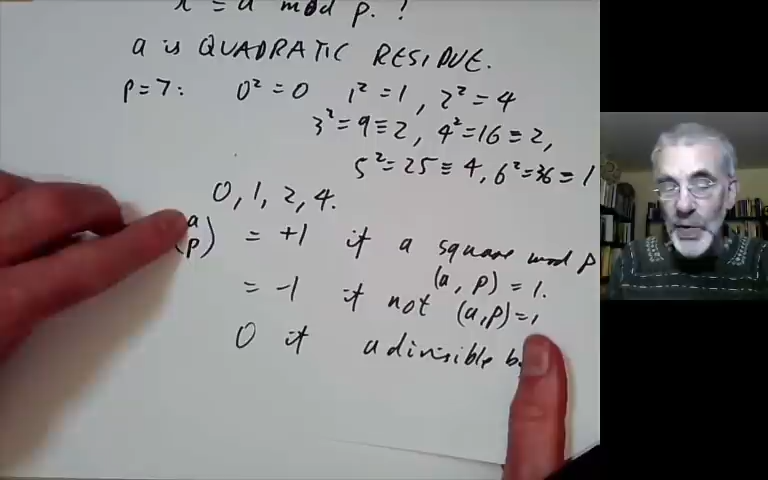 x ≡ a mod p. ?
a is QUADRATIC RESIDUE.
p=7: 0²=0 1²=1, 2²=4
3²=9≡2, 4²=16≡2,
5²=25≡4, 6²=36≡1
0, 1, 2, 4.
(a/p) = +1 if a square mod p
(a, p) = 1.
= -1 if not (a,p)=1
0 if a divisible b